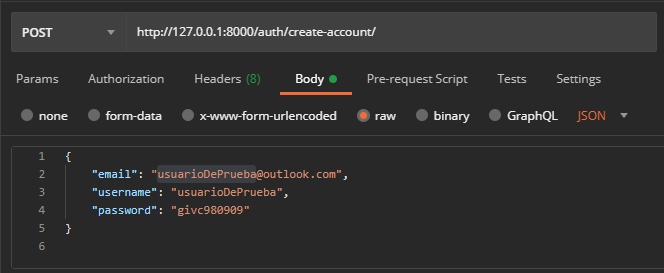 POST http://127.0.0.1:8000/auth/create-account/
Params Authorization Headers (8) Body Pre-request Script Tests Settings
none form-data x-www-form-urlencoded raw binary GraphQL JSON
1 {
2 "email": "usuarioDePrueba@outlook.com",
3 "username": "usuarioDePrueba",
4 "password": "givc980909"
5 }
6